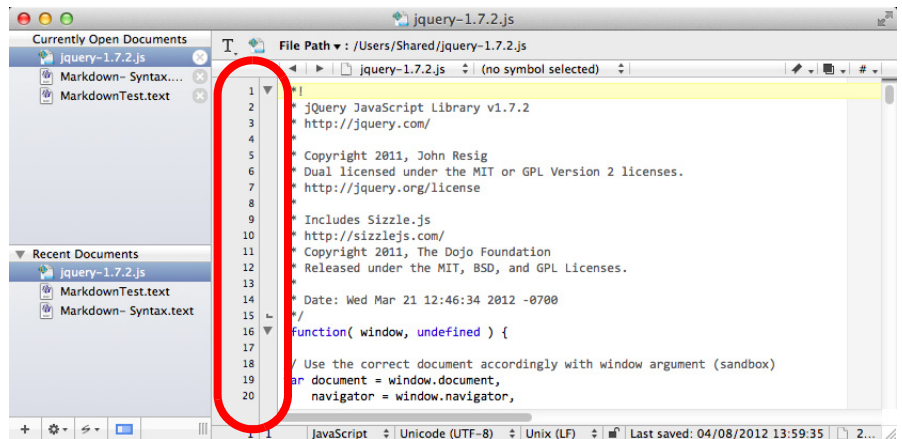 jquery-1.7.2.js
Currently Open Documents
jquery-1.7.2.js
Markdown- Syntax....
MarkdownTest.text
Recent Documents
jquery-1.7.2.js
MarkdownTest.text
Markdown- Syntax.text
File Path ▾ : /Users/Shared/jquery-1.7.2.js
jquery-1.7.2.js (no symbol selected) #
1 *!
2 * jQuery JavaScript Library v1.7.2
3 * http://jquery.com/
4 *
5 * Copyright 2011, John Resig
6 * Dual licensed under the MIT or GPL Version 2 licenses.
7 * http://jquery.org/license
8 *
9 * Includes Sizzle.js
10 * http://sizzlejs.com/
11 * Copyright 2011, The Dojo Foundation
12 * Released under the MIT, BSD, and GPL Licenses.
13 *
14 * Date: Wed Mar 21 12:46:34 2012 -0700
15 */
16 function( window, undefined ) {
17
18 / Use the correct document accordingly with window argument (sandbox)
19 ar document = window.document,
20 navigator = window.navigator,
1 1 JavaScript Unicode (UTF-8) Unix (LF) Last saved: 04/08/2012 13:59:35 2...